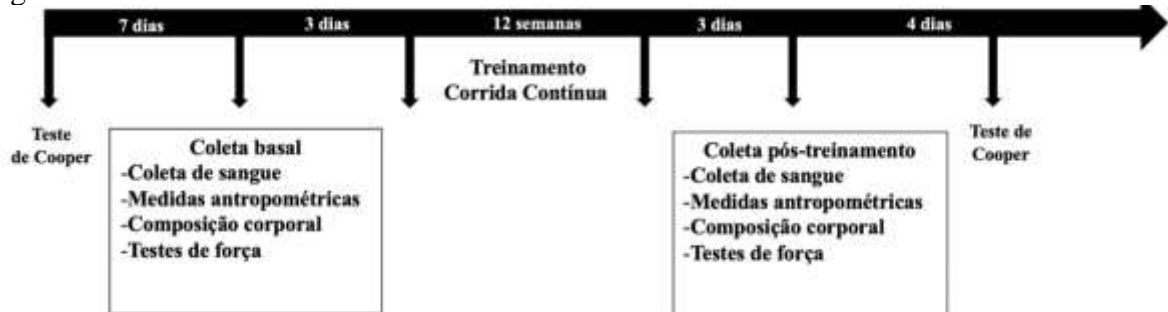 7 dias
3 dias
12 semanas
3 dias
4 dias
Treinamento
Corrida Contínua
Teste
de Cooper
Coleta basal
-Coleta de sangue
-Medidas antropométricas
-Composição corporal
-Testes de força
Coleta pós-treinamento
-Coleta de sangue
-Medidas antropométricas
-Composição corporal
-Testes de força
Teste de
Cooper